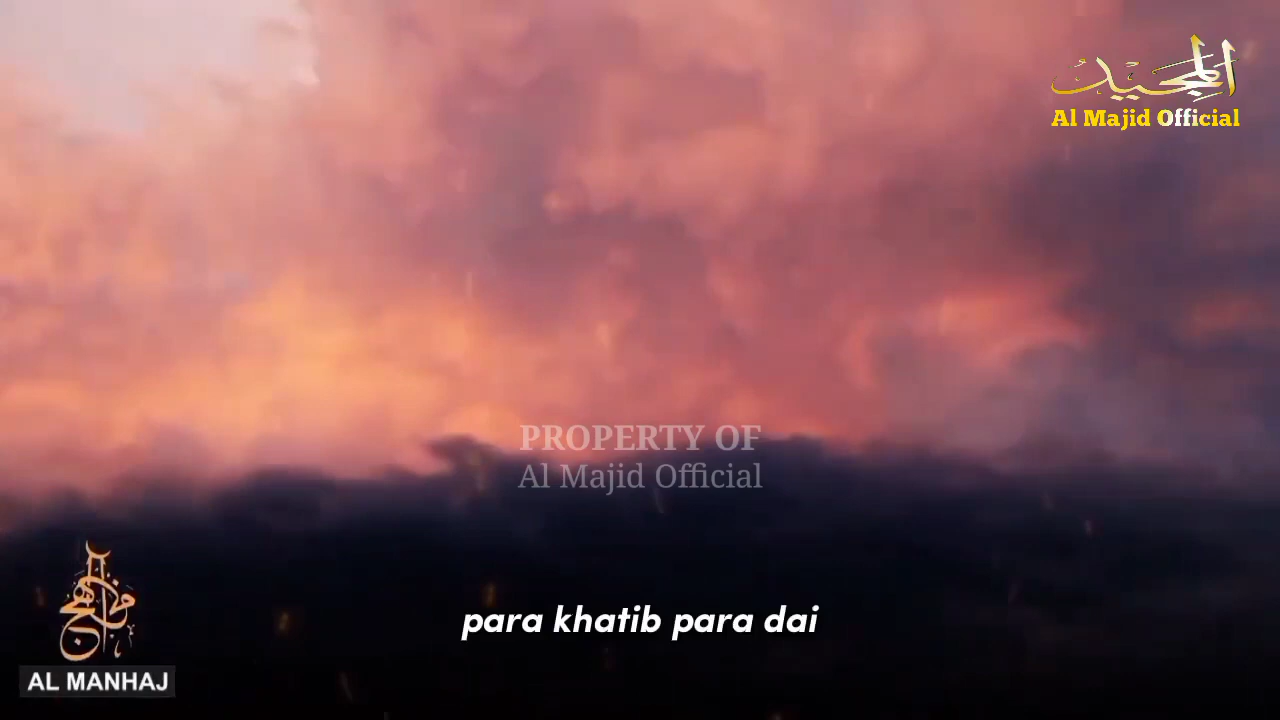 المجيد
Al Majid Official
PROPERTY OF
Al Majid Official
para khatib para dai
AL MANHAJ